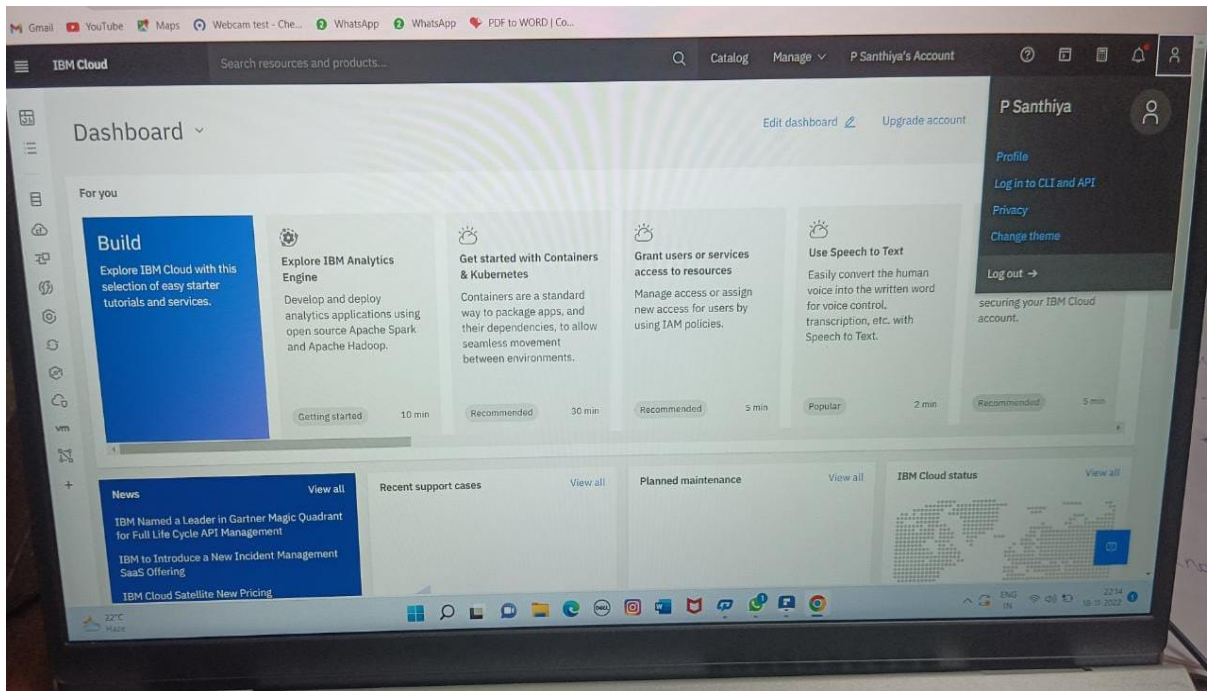 Gmail YouTube Maps Webcam test - Che... WhatsApp WhatsApp PDF to WORD | Co...
IBM Cloud Search resources and products... Catalog Manage P Santhiya's Account
P Santhiya
Profile
Log in to CLI and API
Privacy
Change theme
Log out →
Dashboard
Edit dashboard Upgrade account
For you
Build
Explore IBM Cloud with this
selection of easy starter
tutorials and services.
Explore IBM Analytics
Engine
Develop and deploy
analytics applications using
open source Apache Spark
and Apache Hadoop.
Getting started 10 min
Get started with Containers
& Kubernetes
Containers are a standard
way to package apps, and
their dependencies, to allow
seamless movement
between environments.
Recommended 30 min
Grant users or services
access to resources
Manage access or assign
new access for users by
using IAM policies.
Recommended 5 min
Use Speech to Text
Easily convert the human
voice into the written word
for voice control,
transcription, etc. with
Speech to Text.
Popular 2 min
securing your IBM Cloud
account.
Recommended 5 min
vm
News View all
IBM Named a Leader in Gartner Magic Quadrant
for Full Life Cycle API Management
IBM to Introduce a New Incident Management
SaaS Offering
IBM Cloud Satellite New Pricing
Recent support cases View all
Planned maintenance View all
IBM Cloud status View all
22°C
Haze
DELL
ENG
IN
22:14
18-11-2022